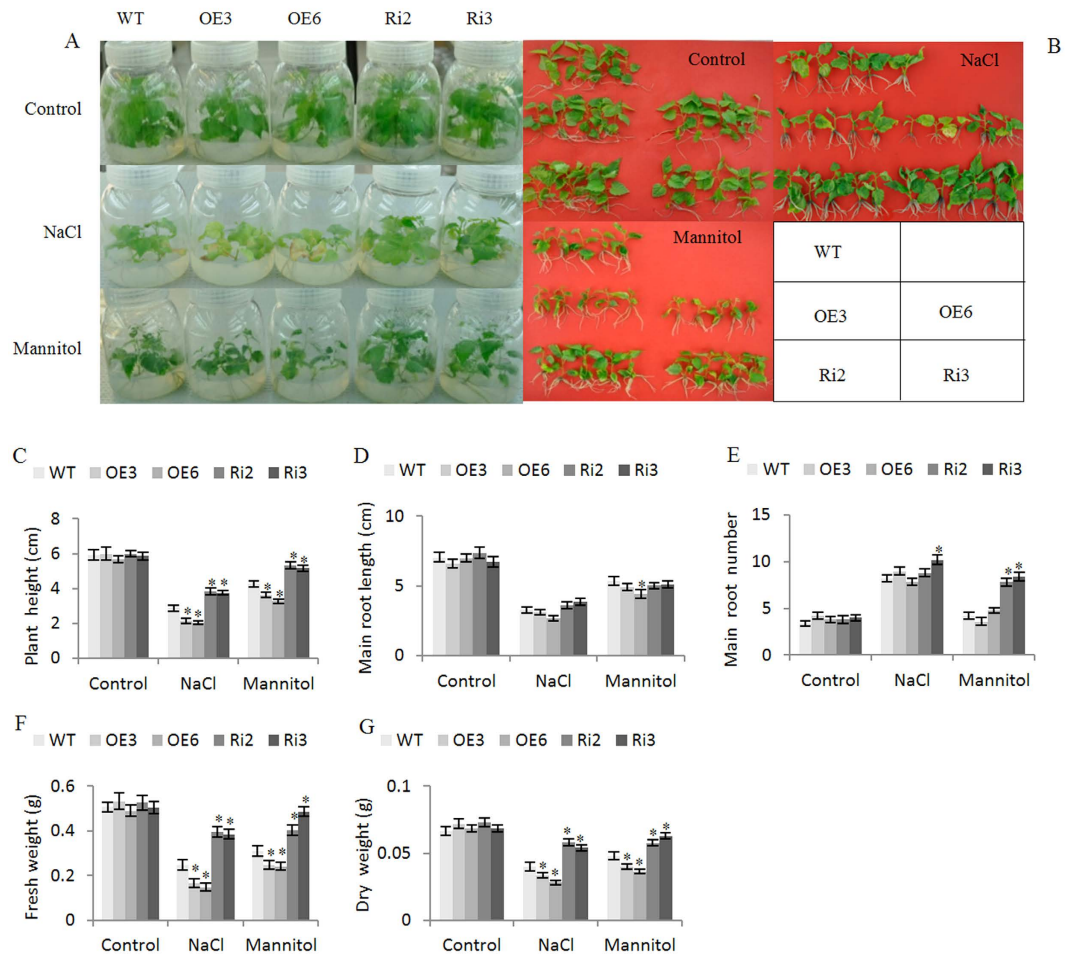 WT OE3 OE6 Ri2 Ri3
A
B
Control
NaCl
Mannitol
Control
NaCl
Mannitol
WT
OE3 OE6
Ri2 Ri3
C
WT OE3 OE6 Ri2 Ri3
Plant height (cm)
8
6
4
2
0
* * * *
* * * *
Control NaCl Mannitol
D
WT OE3 OE6 Ri2 Ri3
Main root length (cm)
10
5
0
*
Control NaCl Mannitol
E
WT OE3 OE6 Ri2 Ri3
Main root number
15
10
5
0
*
* *
Control NaCl Mannitol
F
WT OE3 OE6 Ri2 Ri3
Fresh weight (g)
0.6
0.4
0.2
0
* * * *
* * * *
Control NaCl Mannitol
G
WT OE3 OE6 Ri2 Ri3
Dry weight (g)
0.1
0.05
0
* * * *
* * * *
Control NaCl Mannitol